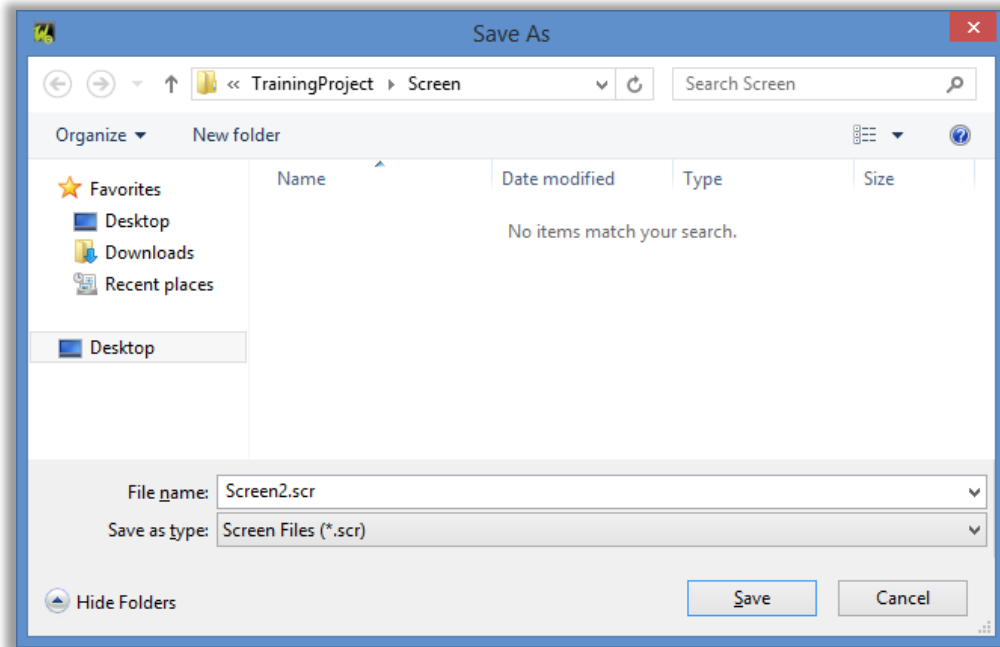 Save As
« TrainingProject Screen Search Screen
Organize New folder
Name Date modified Type Size
No items match your search.
Favorites
Desktop
Downloads
Recent places
Desktop
File name: Screen2.scr
Save as type: Screen Files (*.scr)
Hide Folders Save Cancel